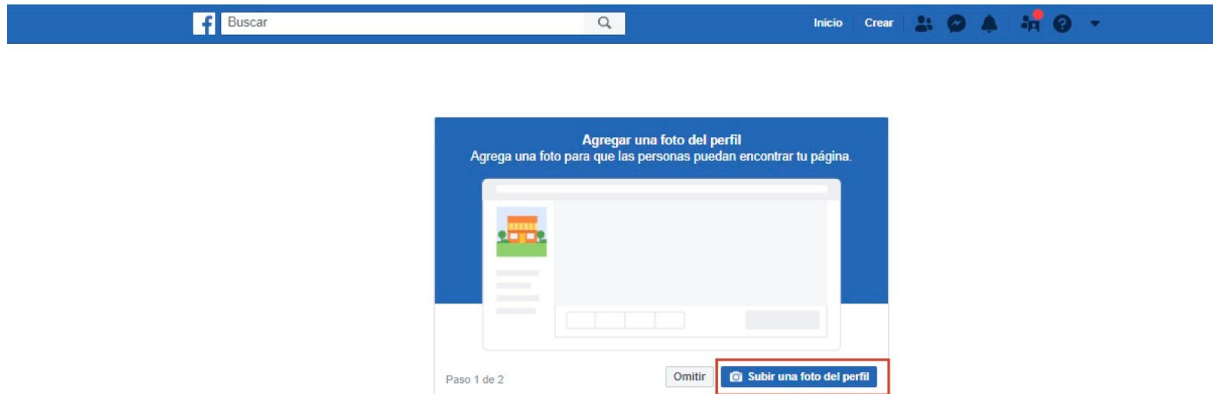 Buscar
Inicio Crear
Agregar una foto del perfil
Agrega una foto para que las personas puedan encontrar tu página.
Paso 1 de 2
Omitir
Subir una foto del perfil